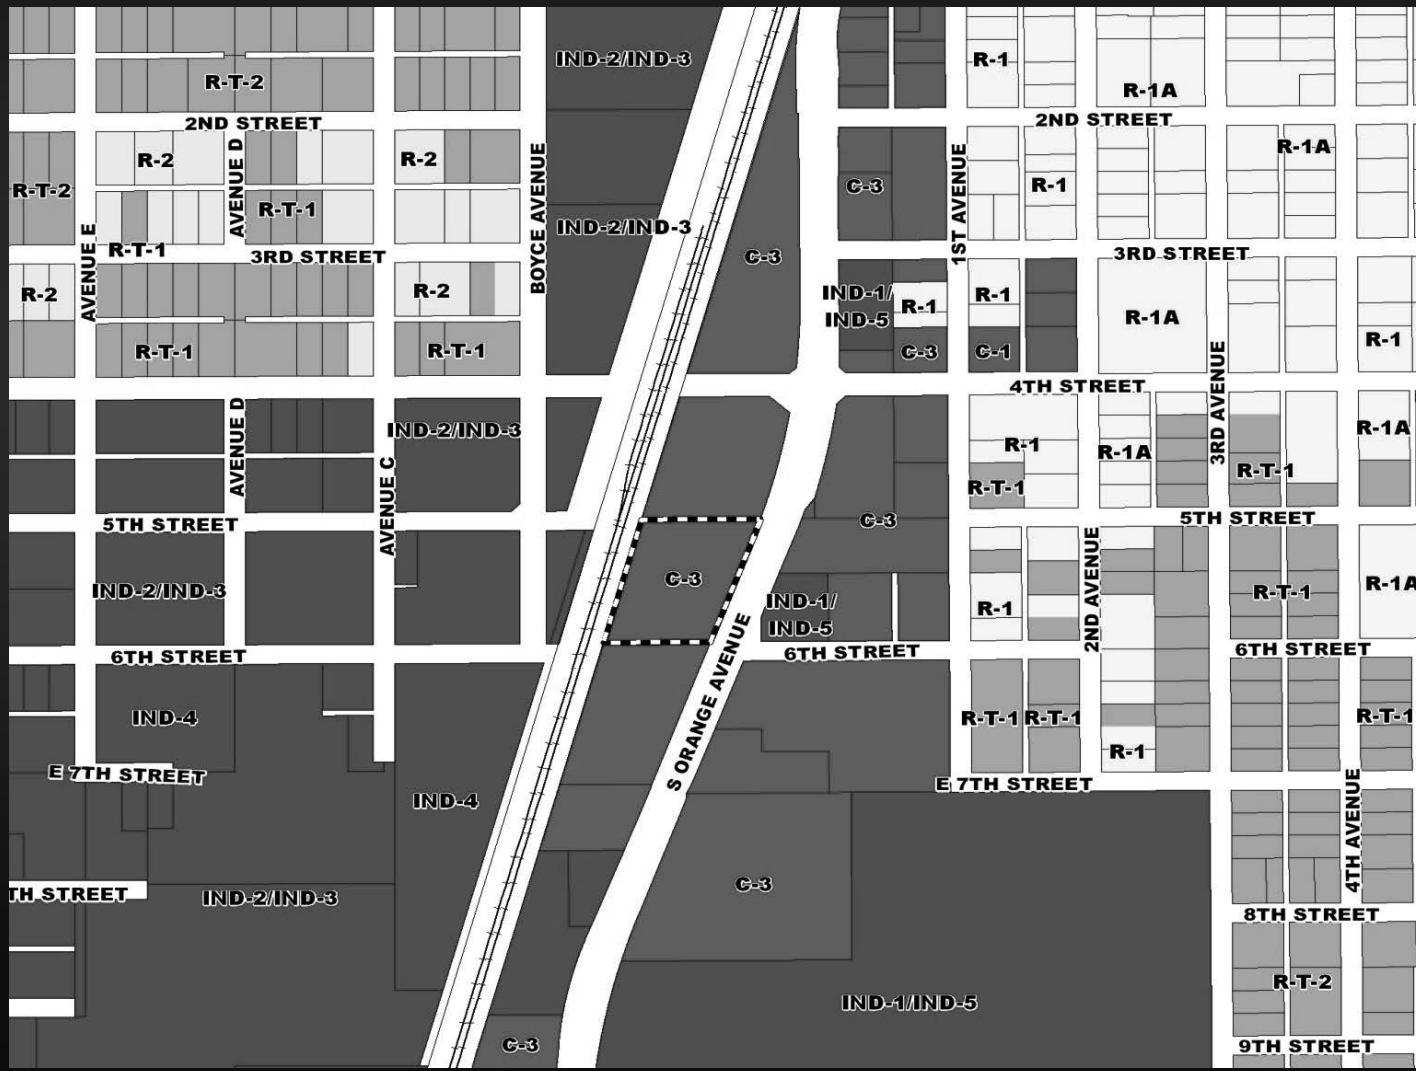 IND-2/IND-3
R-1
R-T-2
R-1A
2ND STREET
2ND STREET
R-2
AVENUE D
R-2
BOYCE AVENUE
R-1A
R-T-2
C-3
1ST AVENUE
R-1
R-T-1
AVENUE E
R-T-1
IND-2/IND-3
3RD STREET
C-3
3RD STREET
R-2
R-2
IND-1/
IND-5
R-1
R-1
R-1A
R-T-1
R-T-1
C-3
C-1
3RD AVENUE
R-1
4TH STREET
AVENUE D
IND-2/IND-3
R-1
R-1A
R-1A
AVENUE C
R-T-1
R-T-1
5TH STREET
C-3
5TH STREET
IND-2/IND-3
C-3
IND-1/
IND-5
R-1
2ND AVENUE
R-T-1
R-1A
6TH STREET
S ORANGE AVENUE
6TH STREET
6TH STREET
IND-4
R-T-1
R-T-1
R-T-1
R-1
E 7TH STREET
E 7TH STREET
IND-4
4TH AVENUE
TH STREET
IND-2/IND-3
C-3
8TH STREET
R-T-2
IND-1/IND-5
C-3
9TH STREET